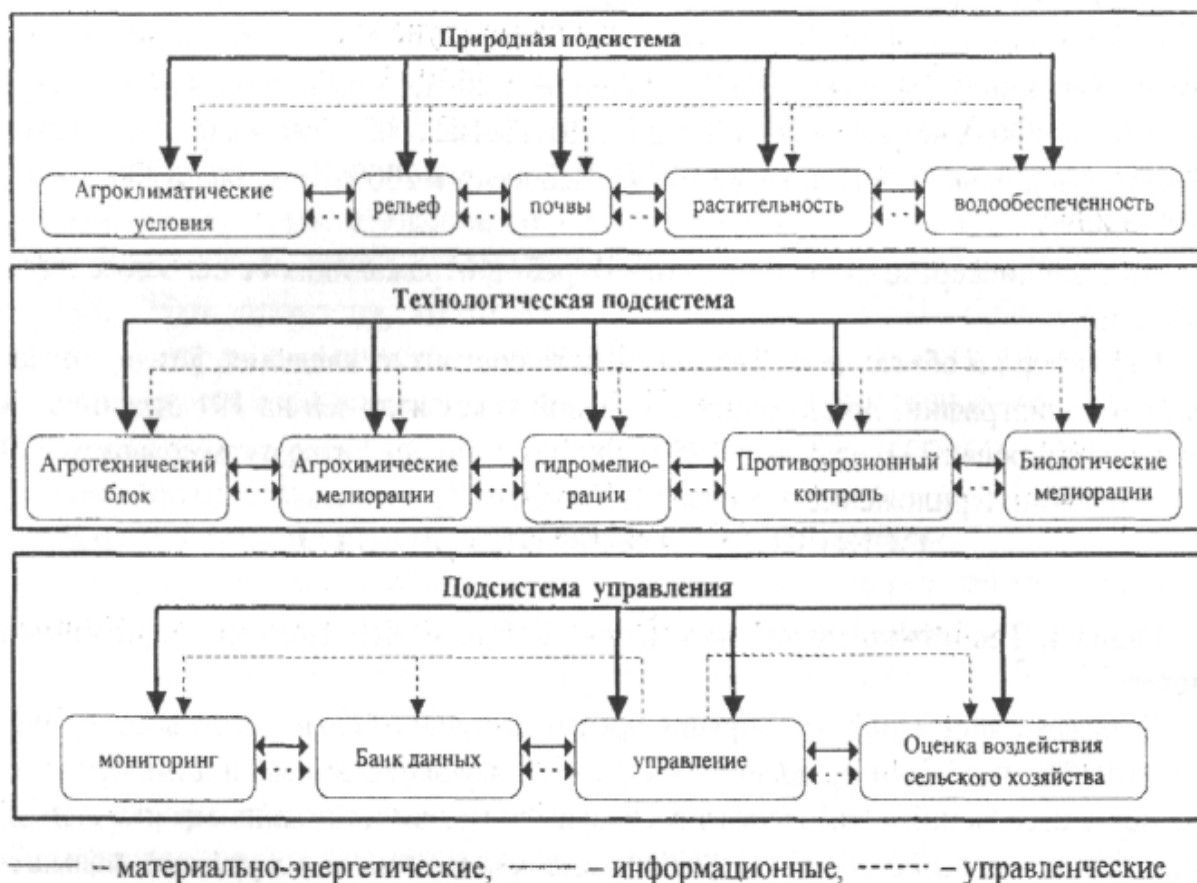 Природная подсистема
Агроклиматические
условия
рельеф
почвы
растительность
водообеспеченность
Технологическая подсистема
Агротехнический
блок
Агрохимические
мелиорации
гидромелио-
рации
Противоэрозионный
контроль
Биологические
мелиорации
Подсистема управления
мониторинг
Банк данных
управление
Оценка воздействия
сельского хозяйства
– материально-энергетические, – информационные, ----- – управленческие